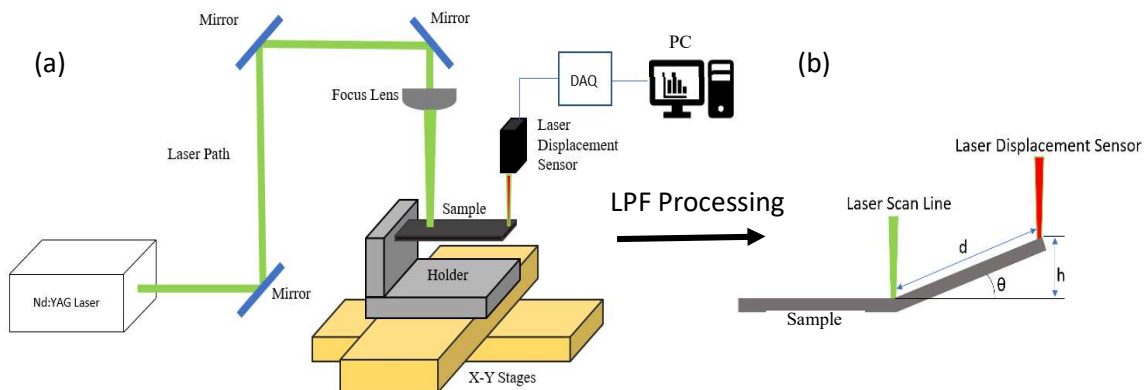 (a)
Mirror
Mirror
PC
DAQ
Focus Lens
Laser
Displacement
Sensor
Laser Path
Sample
Holder
Nd:YAG Laser
Mirror
X-Y Stages
LPF Processing
(b)
Laser Displacement Sensor
Laser Scan Line
d
h
θ
Sample